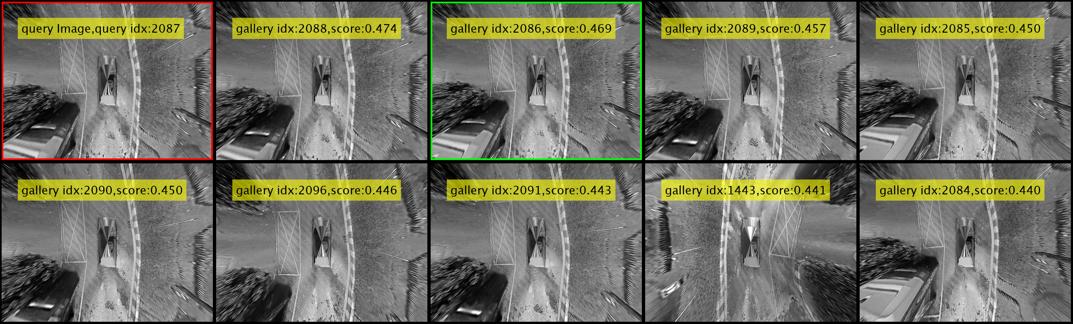 query Image,query idx:2087
gallery idx:2088,score:0.474
gallery idx:2086,score:0.469
gallery idx:2089,score:0.457
gallery idx:2085,score:0.450
gallery idx:2090,score:0.450
gallery idx:2096,score:0.446
gallery idx:2091,score:0.443
gallery idx:1443,score:0.441
gallery idx:2084,score:0.440